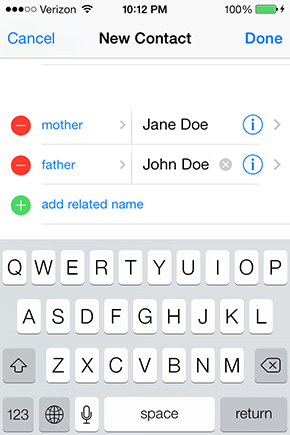 Verizon 10:12 PM 100%
Cancel New Contact Done
mother Jane Doe
father John Doe
add related name
Q W E R T Y U I O P
A S D F G H J K L
Z X C V B N M
123 space return